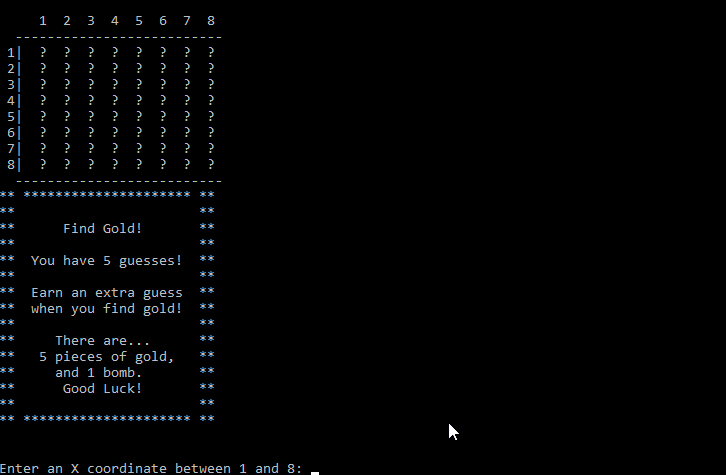 1 2 3 4 5 6 7 8
---------------------------
1| ? ? ? ? ? ? ? ?
2| ? ? ? ? ? ? ? ?
3| ? ? ? ? ? ? ? ?
4| ? ? ? ? ? ? ? ?
5| ? ? ? ? ? ? ? ?
6| ? ? ? ? ? ? ? ?
7| ? ? ? ? ? ? ? ?
8| ? ? ? ? ? ? ? ?
---------------------------
** ********************* **
** **
** Find Gold! **
** **
** You have 5 guesses! **
** **
** Earn an extra guess **
** when you find gold! **
** **
** There are... **
** 5 pieces of gold, **
** and 1 bomb. **
** Good Luck! **
** **
** ********************* **
Enter an X coordinate between 1 and 8: _